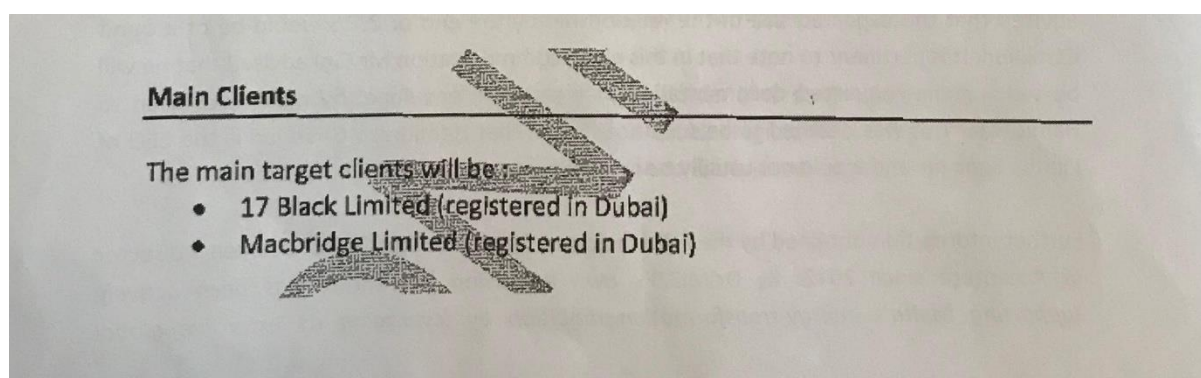 Main Clients
The main target clients will be :
• 17 Black Limited (registered in Dubai)
• Macbridge Limited (registered in Dubai)